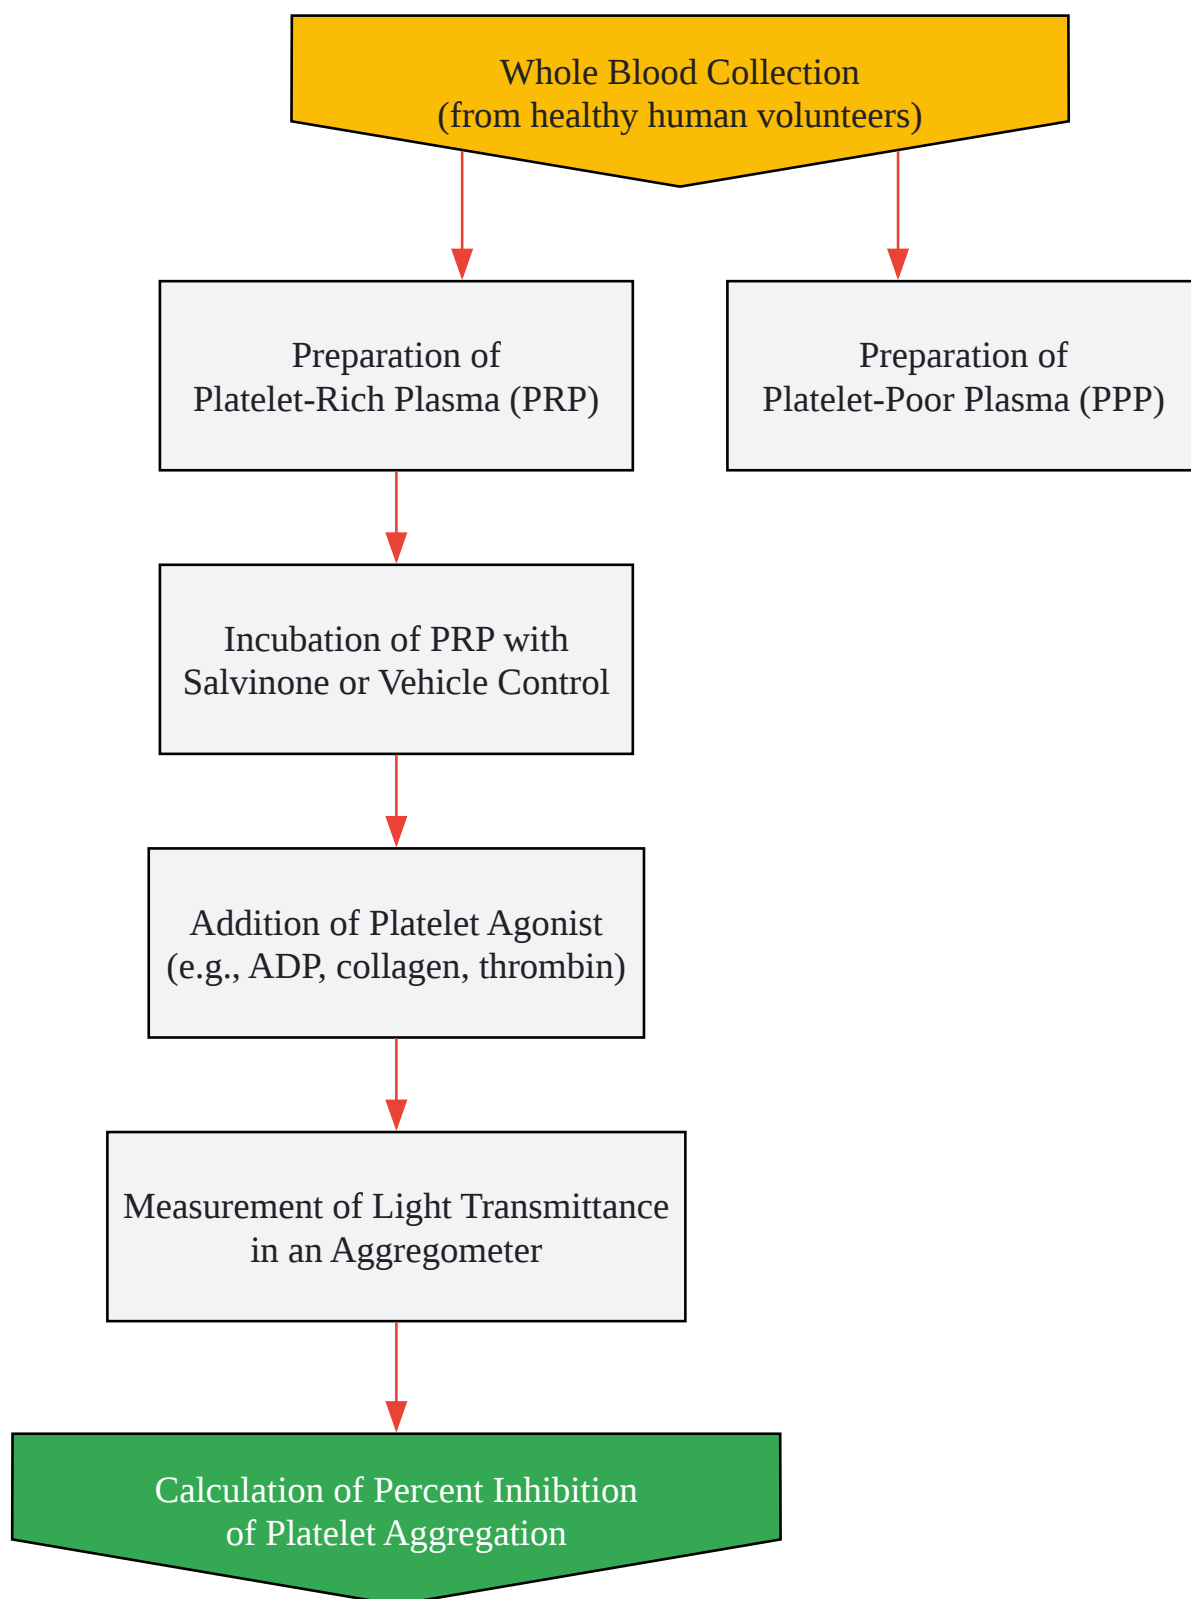 Whole Blood Collection
(from healthy human volunteers)
Preparation of
Platelet-Rich Plasma (PRP)
Preparation of
Platelet-Poor Plasma (PPP)
Incubation of PRP with
Salvinone or Vehicle Control
Addition of Platelet Agonist
(e.g., ADP, collagen, thrombin)
Measurement of Light Transmittance
in an Aggregometer
Calculation of Percent Inhibition
of Platelet Aggregation